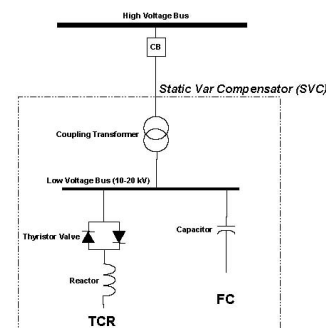 High Voltage Bus
CB
Static Var Compensator (SVC)
Coupling Transformer
Low Voltage Bus (10-20 kV)
Thyristor Valve
Capacitor
Reactor
FC
TCR